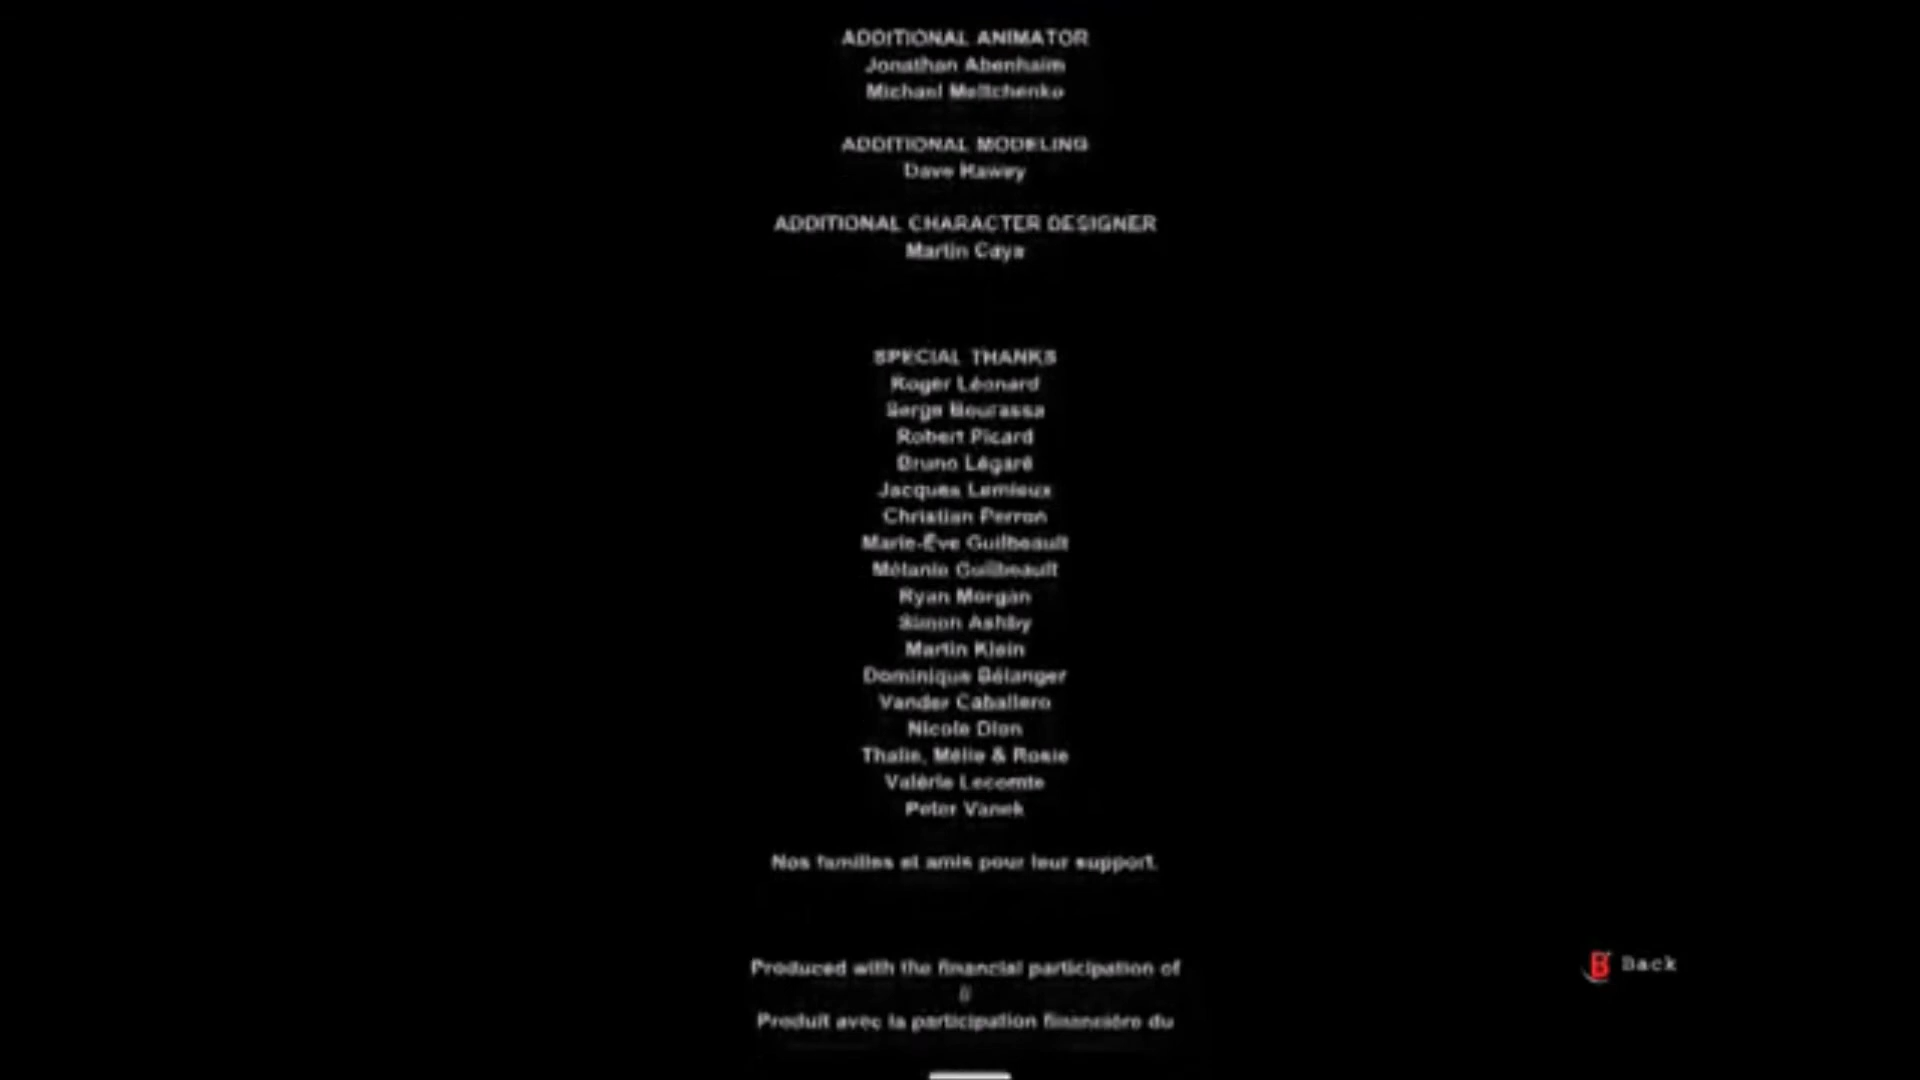 ADDITIONAL ANIMATOR
Jonathan Abenhaim
Michael Meltchenko
ADDITIONAL MODELING
Dave Hawey
ADDITIONAL CHARACTER DESIGNER
Martin Caya
SPECIAL THANKS
Roger Léonard
Serge Bourassa
Robert Picard
Bruno Légaré
Jacques Lemieux
Christian Perron
Marie-Ève Guilbeault
Mélanie Guilbeault
Ryan Morgan
Simon Ashby
Martin Klein
Dominique Bélanger
Vander Caballero
Nicole Dion
Thalie, Mélie & Rosie
Valérie Lecomte
Peter Vanek
Nos familles et amis pour leur support.
Produced with the financial participation of
//
Produit avec la participation financière du
B Back